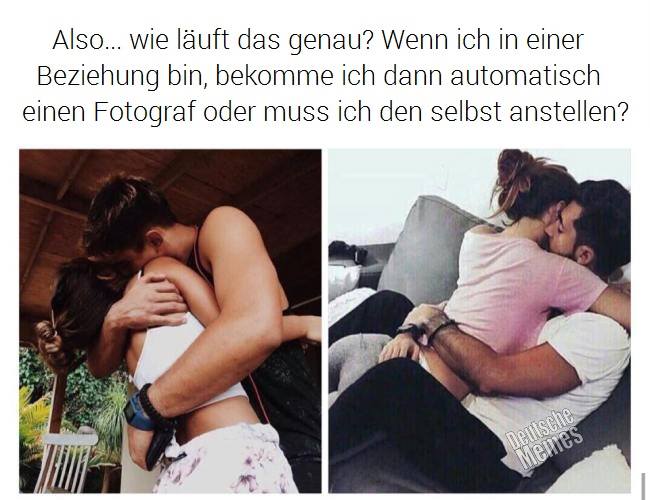 Also... wie läuft das genau? Wenn ich in einer
Beziehung bin, bekomme ich dann automatisch
einen Fotograf oder muss ich den selbst anstellen?
Deutsche
Memes